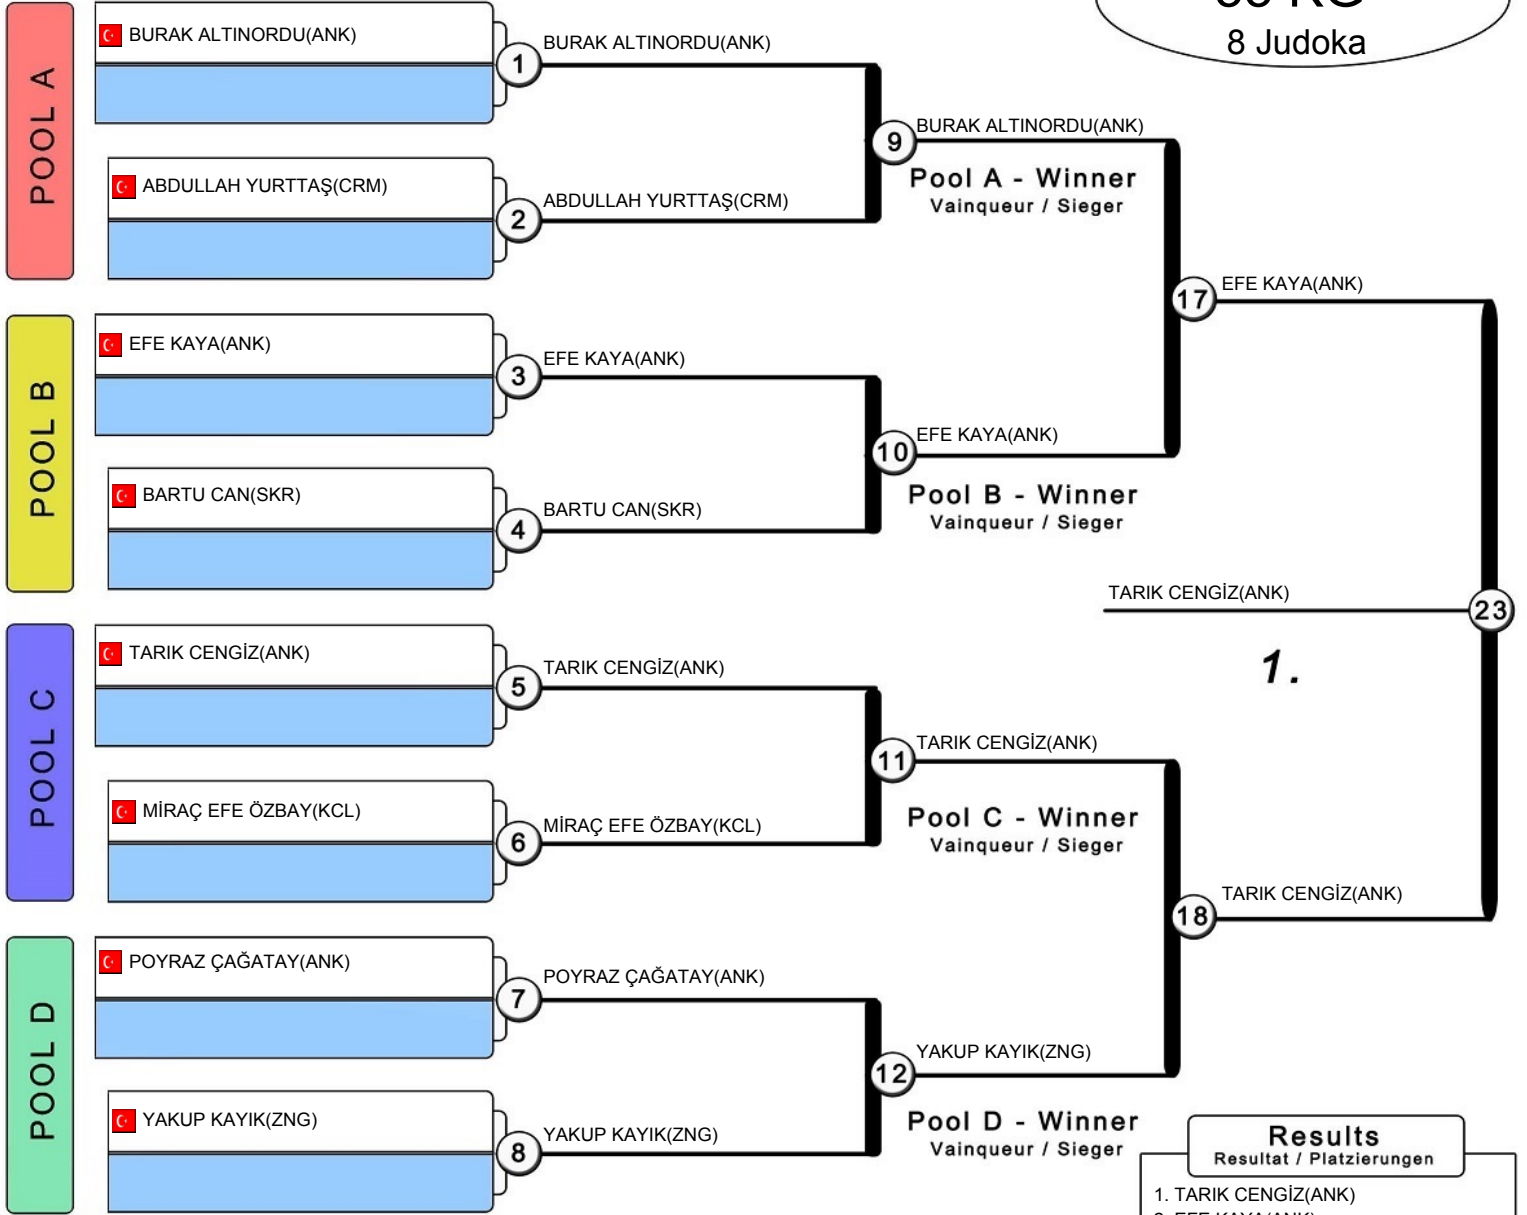 8 Judoka
POOL A
BURAK ALTINORDU(ANK)
1
BURAK ALTINORDU(ANK)
ABDULLAH YURTTAŞ(CRM)
2
ABDULLAH YURTTAŞ(CRM)
9
BURAK ALTINORDU(ANK)
Pool A - Winner
Vainqueur / Sieger
17
EFE KAYA(ANK)
POOL B
EFE KAYA(ANK)
3
EFE KAYA(ANK)
BARTU CAN(SKR)
4
BARTU CAN(SKR)
10
EFE KAYA(ANK)
Pool B - Winner
Vainqueur / Sieger
TARIK CENGİZ(ANK)
23
1.
POOL C
TARIK CENGİZ(ANK)
5
TARIK CENGİZ(ANK)
MİRAÇ EFE ÖZBAY(KCL)
6
MİRAÇ EFE ÖZBAY(KCL)
11
TARIK CENGİZ(ANK)
Pool C - Winner
Vainqueur / Sieger
18
TARIK CENGİZ(ANK)
POOL D
POYRAZ ÇAĞATAY(ANK)
7
POYRAZ ÇAĞATAY(ANK)
YAKUP KAYIK(ZNG)
8
YAKUP KAYIK(ZNG)
12
YAKUP KAYIK(ZNG)
Pool D - Winner
Vainqueur / Sieger
Results
Resultat / Platzierungen
1. TARIK CENGİZ(ANK)